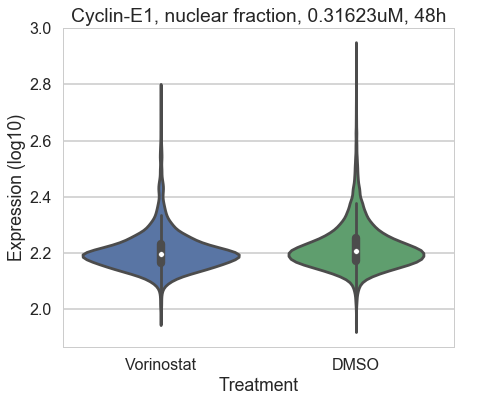 Cyclin-E1, nuclear fraction, 0.31623uM, 48h
3.0
2.8
2.6
2.4
2.2
2.0
Expression (log10)
Vorinostat
DMSO
Treatment